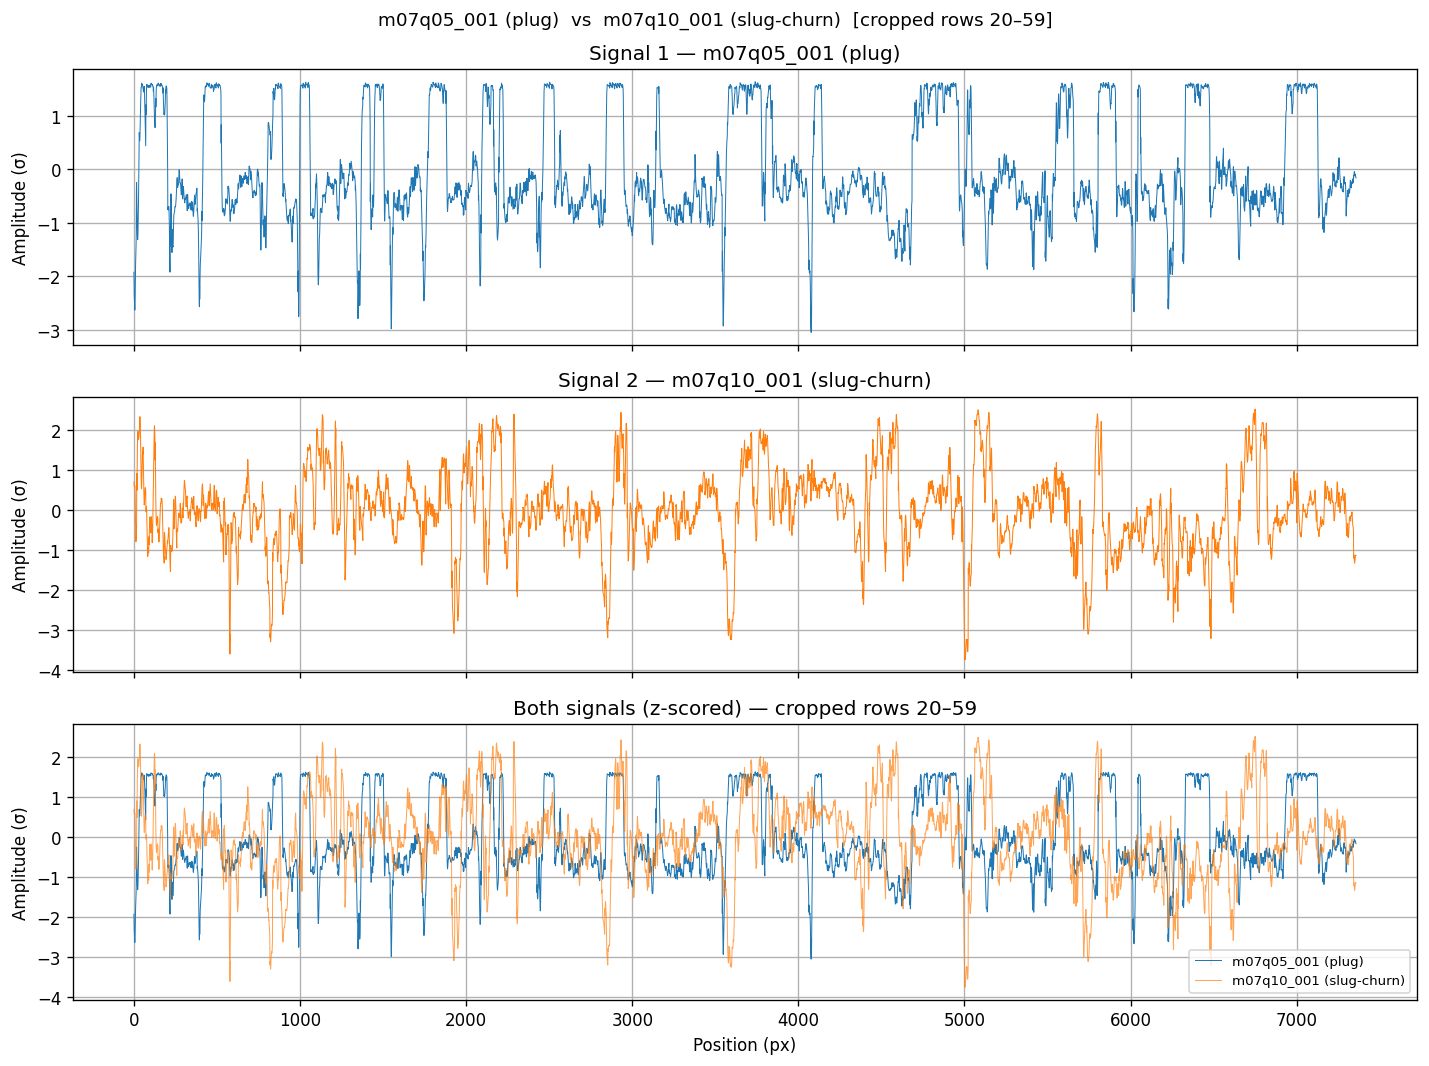 m07q05_001 (plug)  vs  m07q10_001 (slug-churn)  [cropped rows 20–59]
Signal 1 — m07q05_001 (plug)
Amplitude (σ)
1
0
−1
−2
−3
Signal 2 — m07q10_001 (slug-churn)
Amplitude (σ)
2
1
0
−1
−2
−3
−4
Both signals (z-scored) — cropped rows 20–59
Amplitude (σ)
2
1
0
−1
−2
−3
−4
m07q05_001 (plug)
m07q10_001 (slug-churn)
0 1000 2000 3000 4000 5000 6000 7000
Position (px)